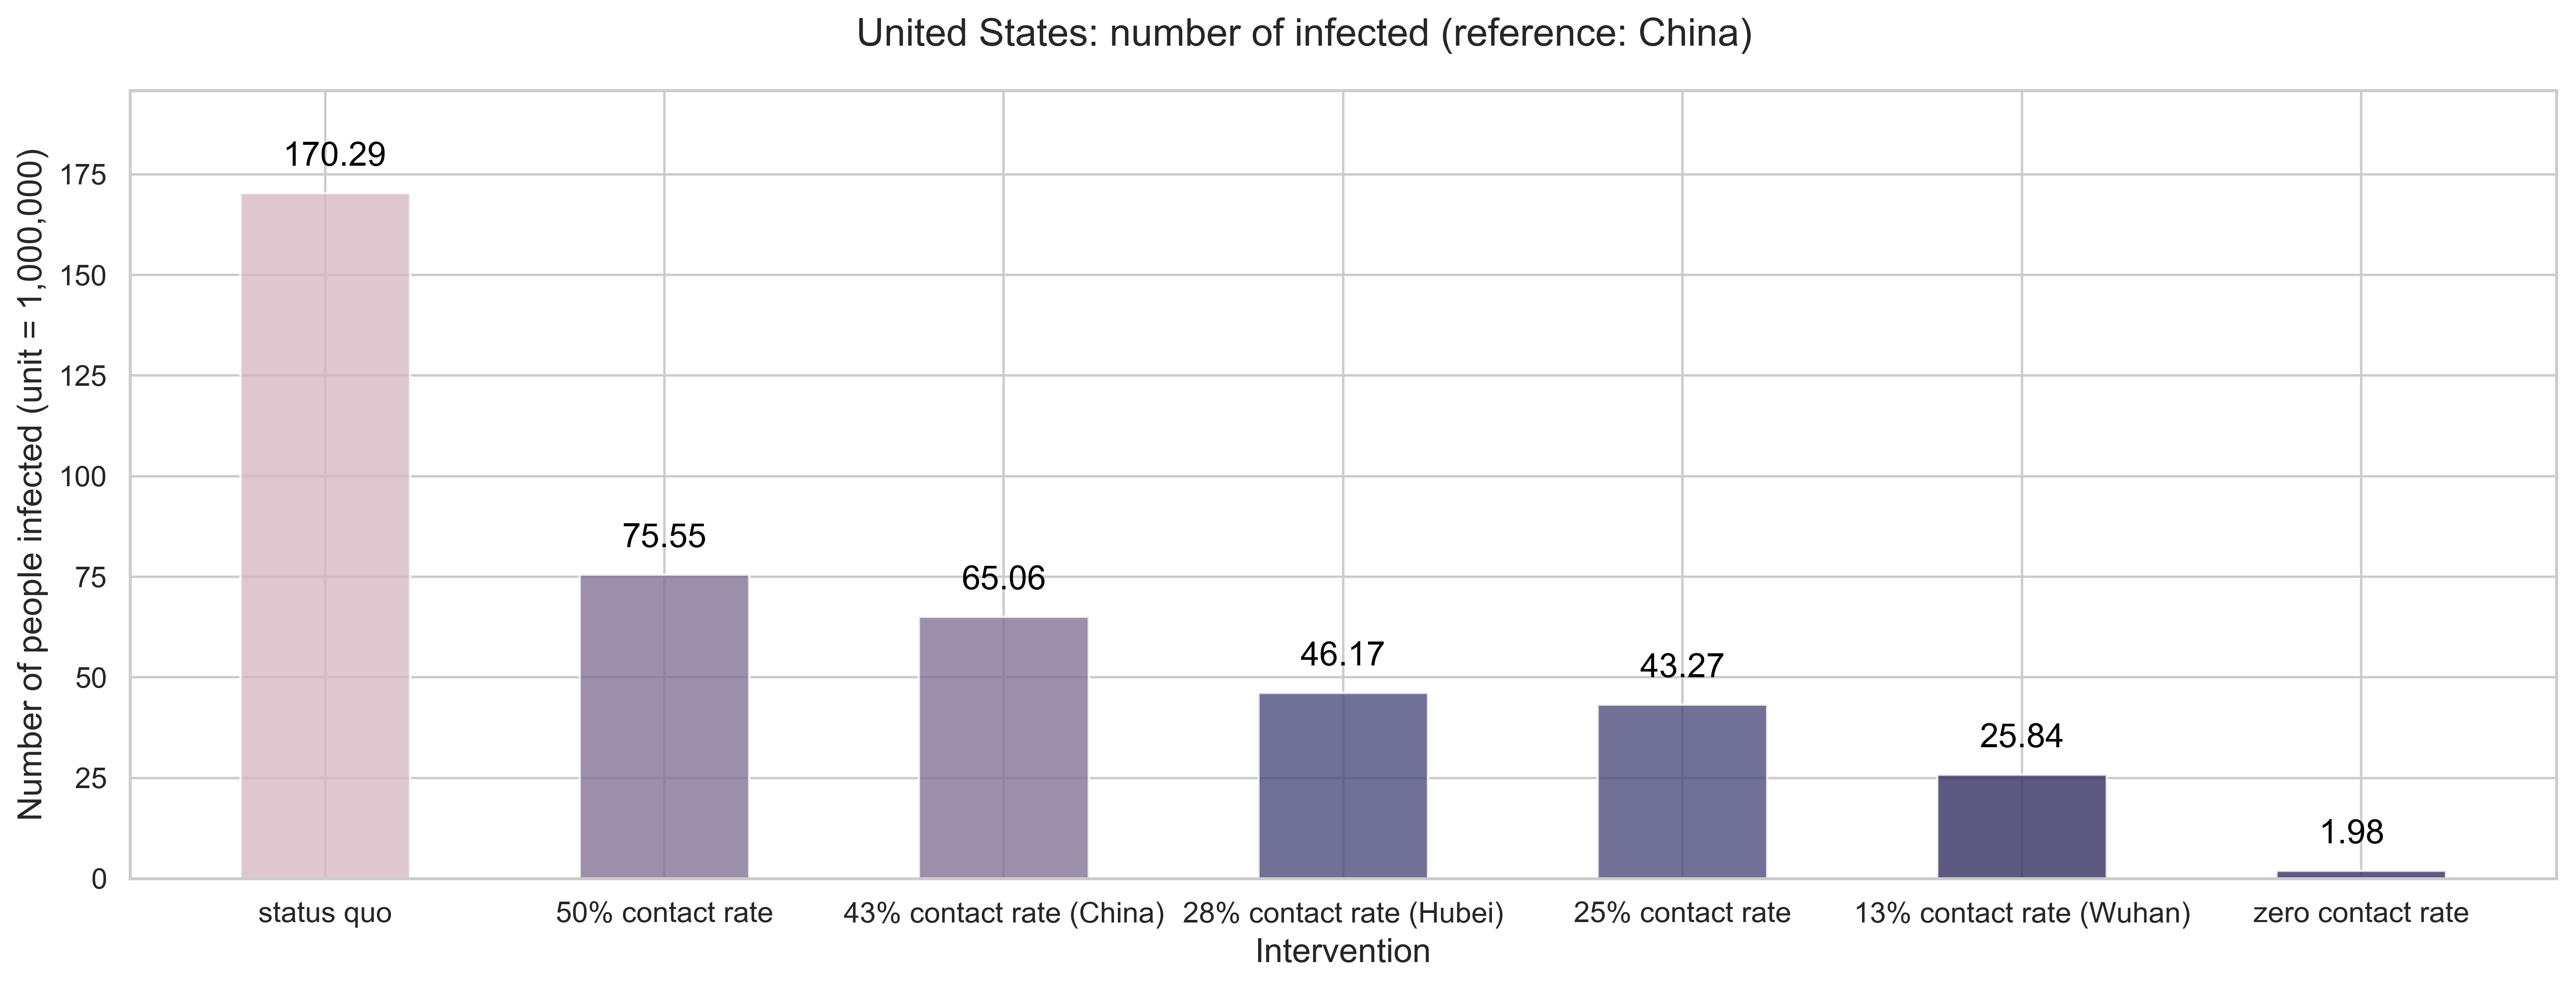 United States: number of infected (reference: China)
Number of people infected (unit = 1,000,000)
175
150
125
100
75
50
25
0
170.29
75.55
65.06
46.17
43.27
25.84
1.98
status quo
50% contact rate
43% contact rate (China)
28% contact rate (Hubei)
25% contact rate
13% contact rate (Wuhan)
zero contact rate
Intervention